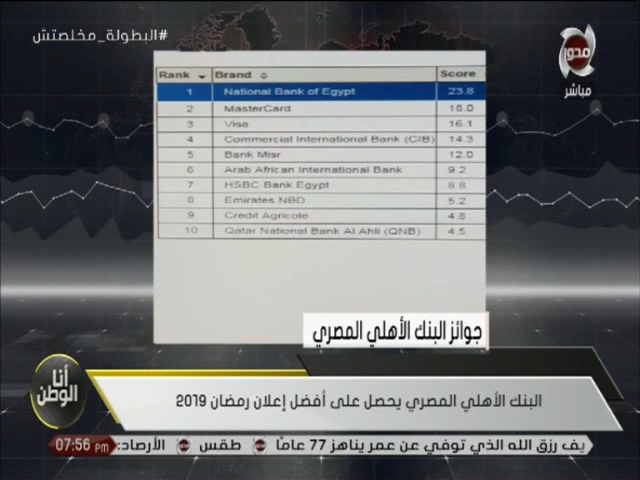 #البطولة_مخلصتش
محور
مباشر
Rank Brand Score
1 National Bank of Egypt 23.8
2 MasterCard 18.0
3 Visa 16.1
4 Commercial International Bank (CIB) 14.3
5 Bank Misr 12.0
6 Arab African International Bank 9.2
7 HSBC Bank Egypt 8.8
8 Emirates NBD 5.2
9 Credit Agricole 4.8
10 Qatar National Bank Al Ahli (QNB) 4.5
جوائز البنك الأهلي المصري
أنا الوطن
البنك الأهلي المصري يحصل على أفضل إعلان رمضان 2019
يف رزق الله الذي توفي عن عمر يناهز 77 عامًا طقس الأرصاد:
07:56 PM